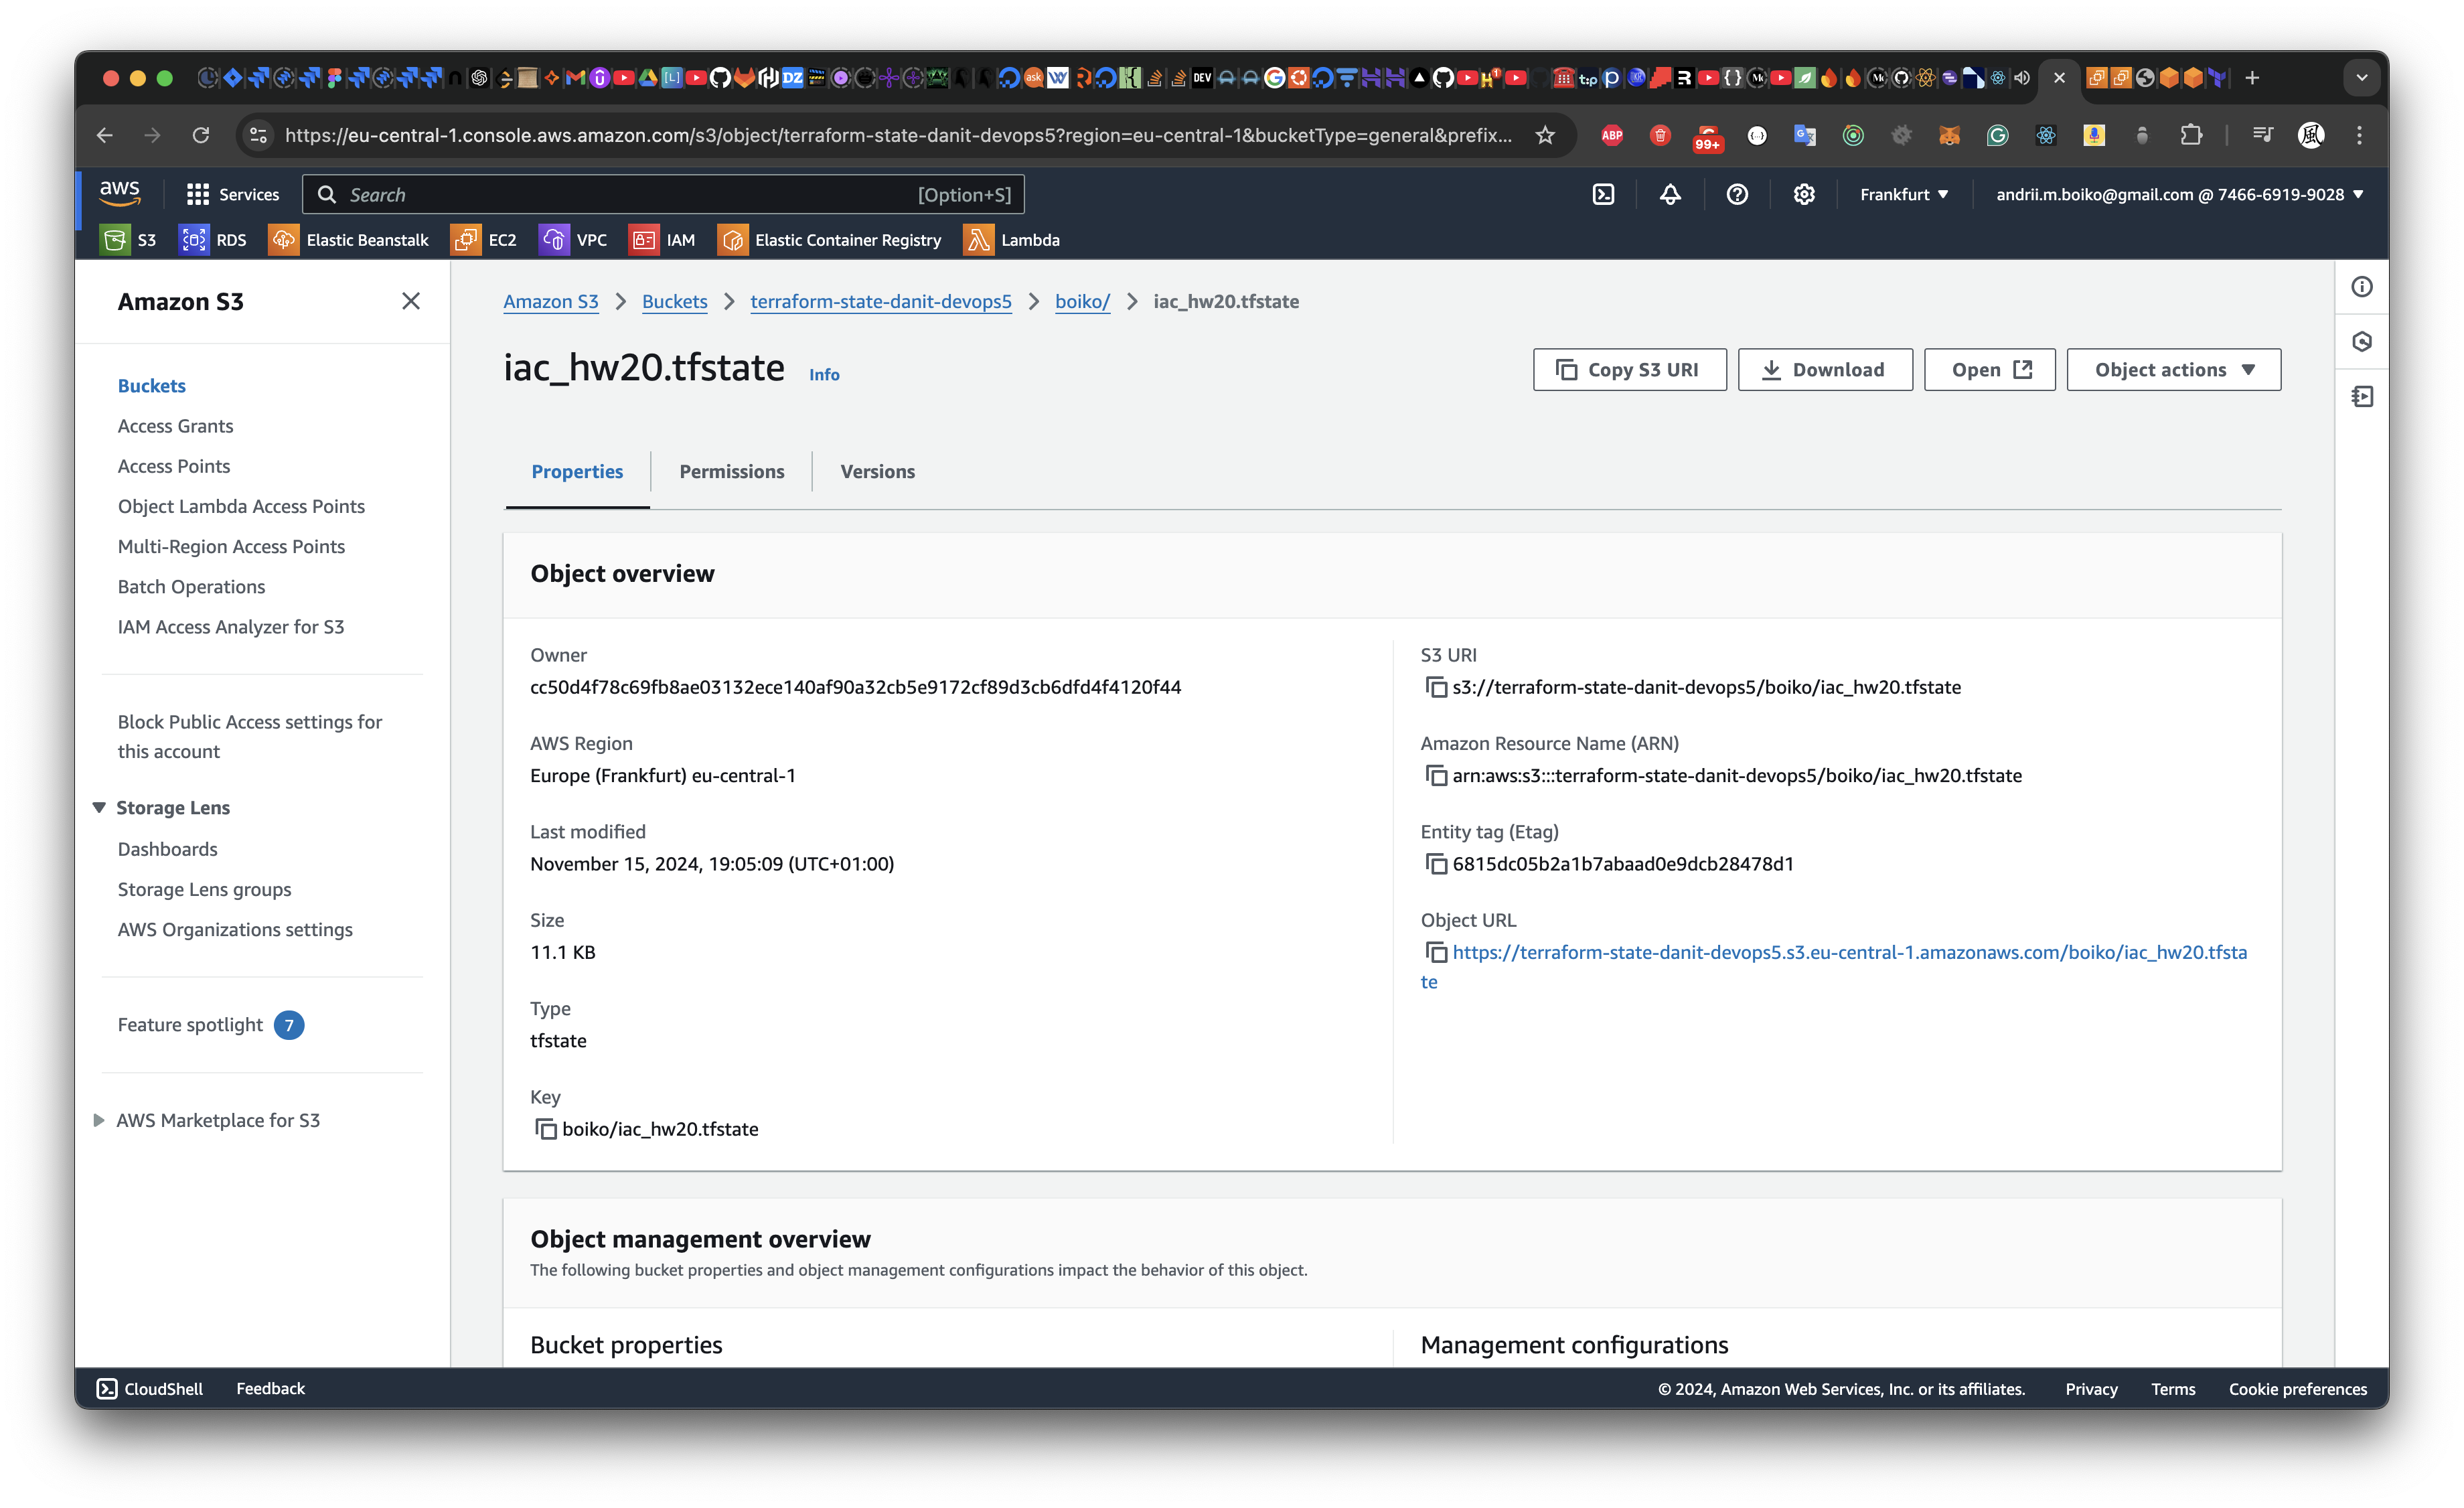 https://eu-central-1.console.aws.amazon.com/s3/object/terraform-state-danit-devops5?region=eu-central-1&bucketType=general&prefix...
ABP
99+
aws
Services
Search
[Option+S]
Frankfurt
andrii.m.boiko@gmail.com @ 7466-6919-9028
S3
RDS
Elastic Beanstalk
EC2
VPC
IAM
Elastic Container Registry
Lambda
Amazon S3
Buckets
Access Grants
Access Points
Object Lambda Access Points
Multi-Region Access Points
Batch Operations
IAM Access Analyzer for S3
Block Public Access settings for
this account
Storage Lens
Dashboards
Storage Lens groups
AWS Organizations settings
Feature spotlight 7
AWS Marketplace for S3
Amazon S3 > Buckets > terraform-state-danit-devops5 > boiko/ > iac_hw20.tfstate
iac_hw20.tfstate Info
Copy S3 URI
Download
Open
Object actions
Properties
Permissions
Versions
Object overview
Owner
cc50d4f78c69fb8ae03132ece140af90a32cb5e9172cf89d3cb6dfd4f4120f44
AWS Region
Europe (Frankfurt) eu-central-1
Last modified
November 15, 2024, 19:05:09 (UTC+01:00)
Size
11.1 KB
Type
tfstate
Key
boiko/iac_hw20.tfstate
S3 URI
s3://terraform-state-danit-devops5/boiko/iac_hw20.tfstate
Amazon Resource Name (ARN)
arn:aws:s3:::terraform-state-danit-devops5/boiko/iac_hw20.tfstate
Entity tag (Etag)
6815dc05b2a1b7abaad0e9dcb28478d1
Object URL
https://terraform-state-danit-devops5.s3.eu-central-1.amazonaws.com/boiko/iac_hw20.tfsta
te
Object management overview
The following bucket properties and object management configurations impact the behavior of this object.
Bucket properties
Management configurations
CloudShell
Feedback
© 2024, Amazon Web Services, Inc. or its affiliates.
Privacy
Terms
Cookie preferences